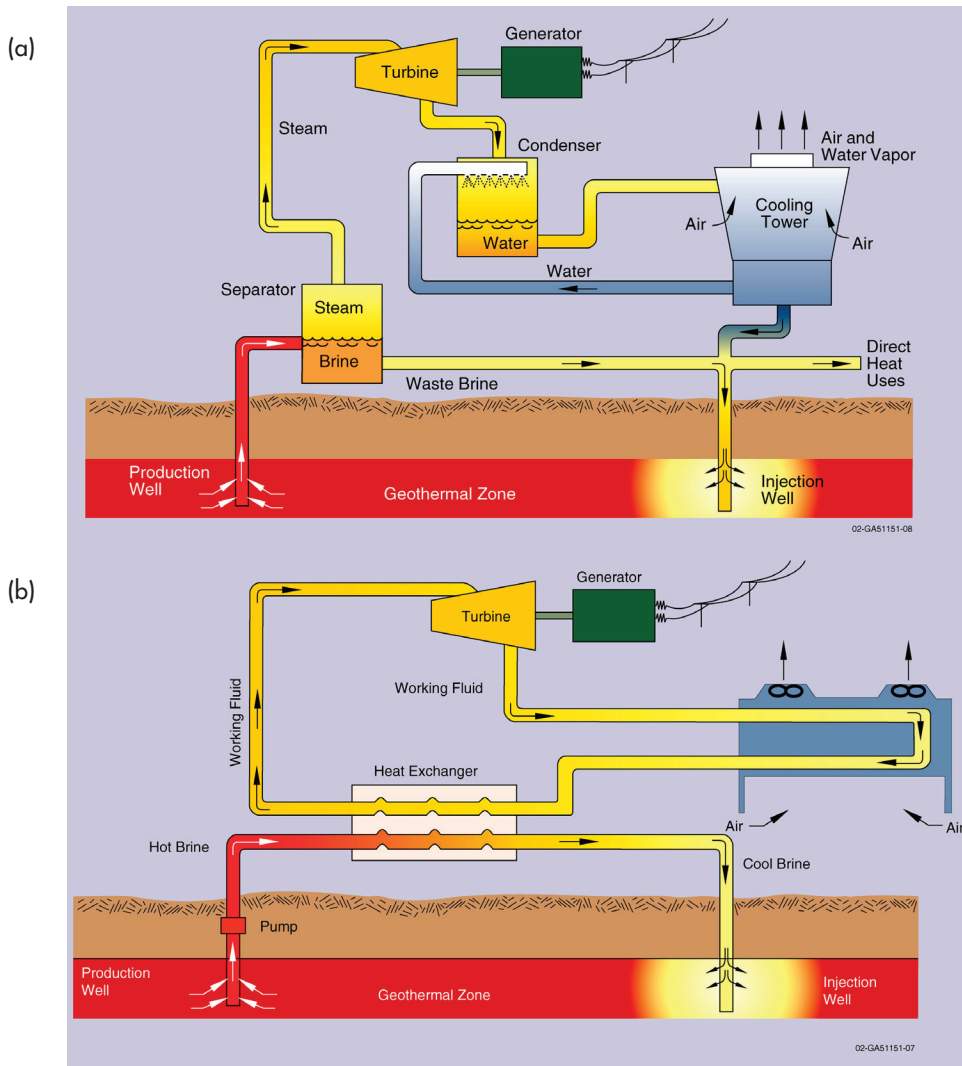 (a)
Generator
Turbine
Steam
Condenser
Air and
Water Vapor
Cooling
Tower
Air
Air
Water
Water
Separator
Steam
Brine
Direct
Heat
Uses
Waste Brine
Production
Well
Geothermal Zone
Injection
Well
02-GA51151-08
(b)
Generator
Turbine
Working Fluid
Working Fluid
Heat Exchanger
Air
Air
Hot Brine
Cool Brine
Pump
Production
Well
Geothermal Zone
Injection
Well
02-GA51151-07